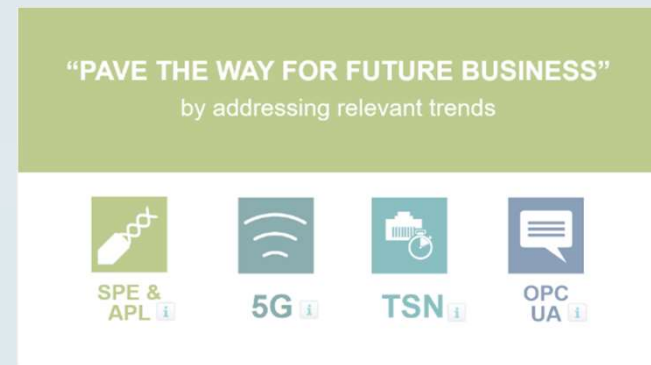 “PAVE THE WAY FOR FUTURE BUSINESS”
by addressing relevant trends
SPE &
APL i
5G i
TSN i
OPC
UA i